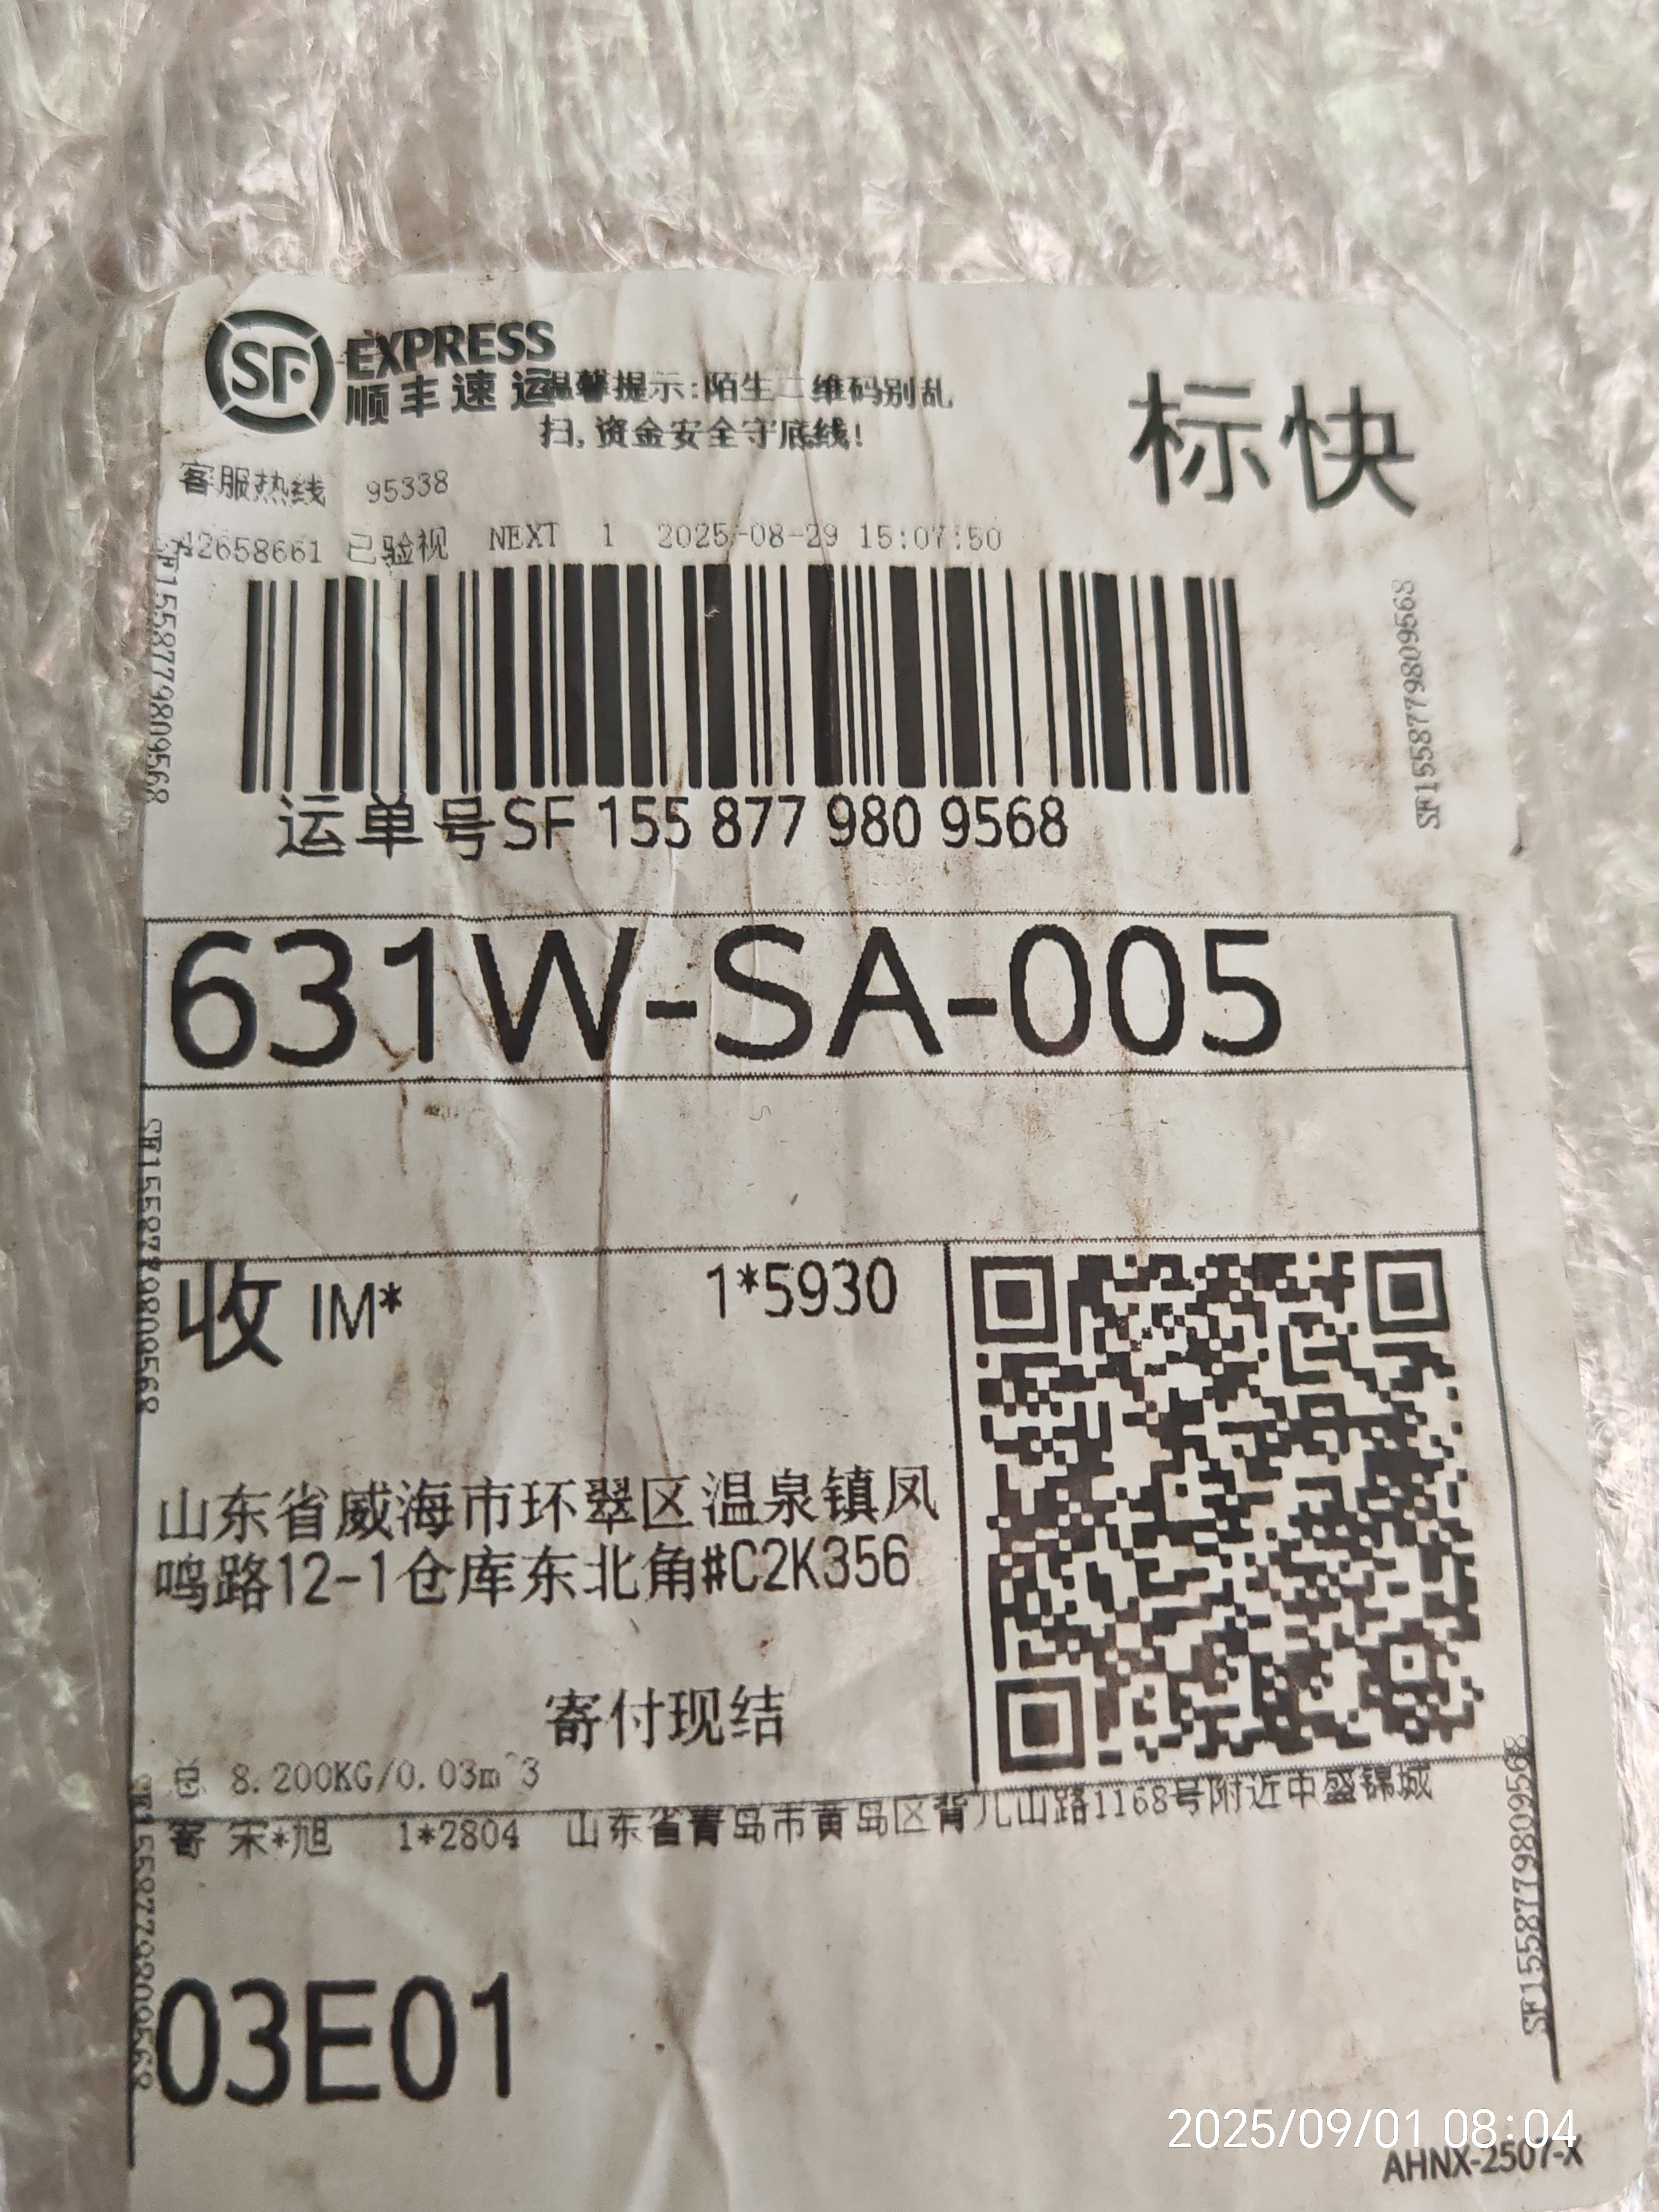 SF EXPRESS
顺丰速运
温馨提示:陌生二维码别乱
扫,资金安全守底线!
标快
客服热线 95338
42658661 已验视 NEXT 1 2025-08-29 15:07:50
SF1558779809568
SF1558779809568
运单号SF 155 877 980 9568
631W-SA-005
SF1558779809568
收 IM* 1*5930
山东省威海市环翠区温泉镇凤
鸣路12-1仓库东北角#C2K356
寄付现结
总 8.200KG/0.03m^3
寄 宋*旭 1*2804 山东省青岛市黄岛区背儿山路1168号附近中盛锦城
SF1558779809568
SF1558779809568
03E01
2025/09/01 08:04
AHNX-2507-X